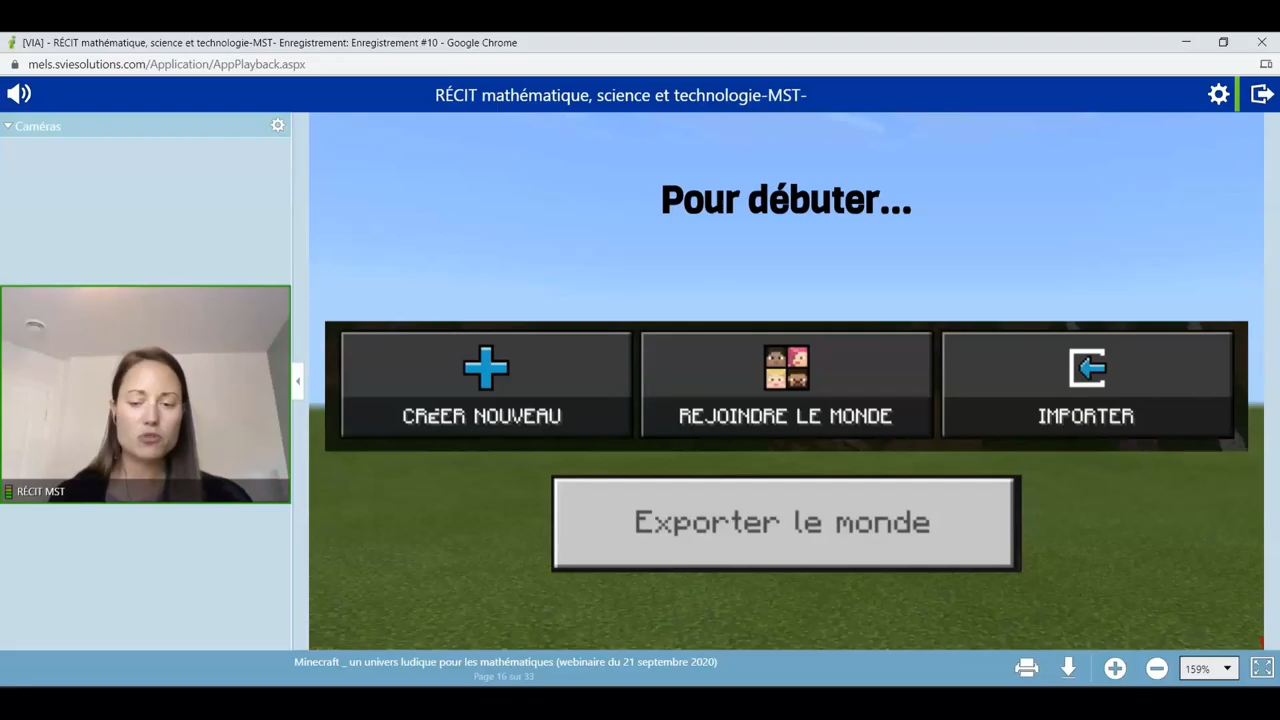 [VIA] - RÉCIT mathématique, science et technologie-MST- Enregistrement: Enregistrement #10 - Google Chrome
mels.sviesolutions.com/Application/AppPlayback.aspx
RÉCIT mathématique, science et technologie-MST-
Caméras
Pour débuter...
CRéER NOUVEAU
REJOINDRE LE MONDE
IMPORTER
RÉCIT MST
Exporter le monde
Minecraft _ un univers ludique pour les mathématiques (webinaire du 21 septembre 2020)
Page 16 sur 33
159%